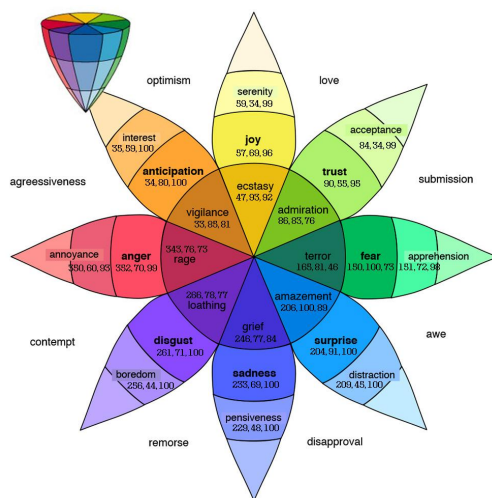 optimism
love
serenity
59,34,99
interest
35,59,100
acceptance
84,34,99
joy
57,69,96
anticipation
34,80,100
trust
90,55,95
agreessiveness
submission
ecstasy
47,93,92
vigilance
33,85,81
admiration
86,83,76
annoyance
350,60,93
anger
352,70,99
343,76,73
rage
terror
168,81,46
fear
150,100,73
apprehension
151,72,98
286,78,77
loathing
amazement
206,100,89
grief
246,77,84
contempt
awe
disgust
261,71,100
surprise
204,91,100
boredom
256,44,100
sadness
233,69,100
distraction
209,45,100
pensiveness
229,48,100
remorse
disapproval